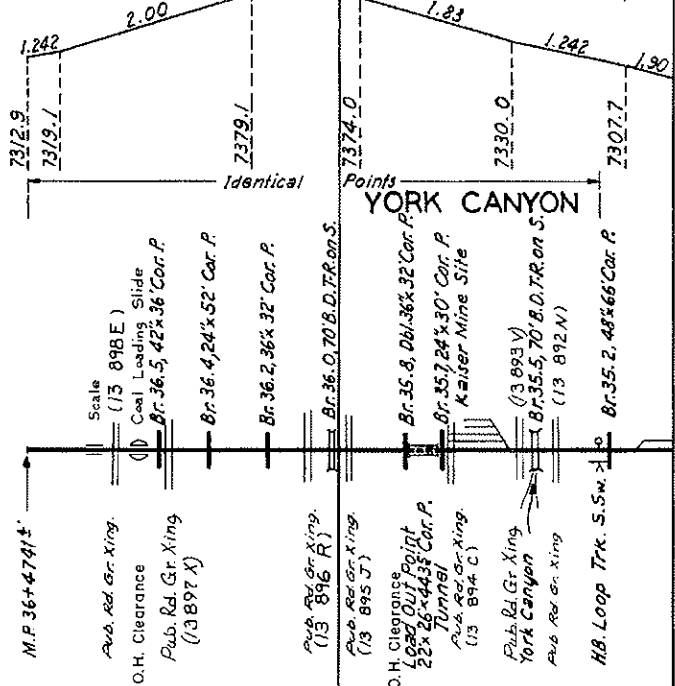 1.242
2.00
1.83
1.242
1.90
7312.9
7319.1
7379.1
7374.0
7330.0
7307.7
Identical Points
YORK CANYON
Scale
(13 898E)
Coal Loading Slide
Br. 36.5, 42"x36' Cor. P.
Br. 36.4, 24"x52' Cor. P.
Br. 36.2, 36"x32' Cor. P.
Br. 36.0, 70' B.D.T.R. on S.
Br. 35.8, Dbl. 36"x32' Cor. P.
Br. 35.7, 24"x30' Cor. P.
Kaiser Mine Site
(13 893V)
Br. 35.5, 70' B.D.T.R. on S.
(13 892N)
Br. 35.2, 48"x66' Cor. P.
M.P. 36+4741'±
Pub. Rd. Gr. Xing.
O.H. Clearance
Pub. Rd. Gr. Xing
(13 897 X)
Pub. Rd. Gr. Xing.
(13 896 R)
Pub. Rd. Gr. Xing.
(13 895 J)
O.H. Clearance
Load Out Point
22'x26'x443.5' Cor. P.
Tunnel
Pub. Rd. Gr. Xing.
(13 894 C)
Pub. Rd. Gr. Xing
York Canyon
Pub Rd Gr. Xing
H.B. Loop Trk. S. Sw.